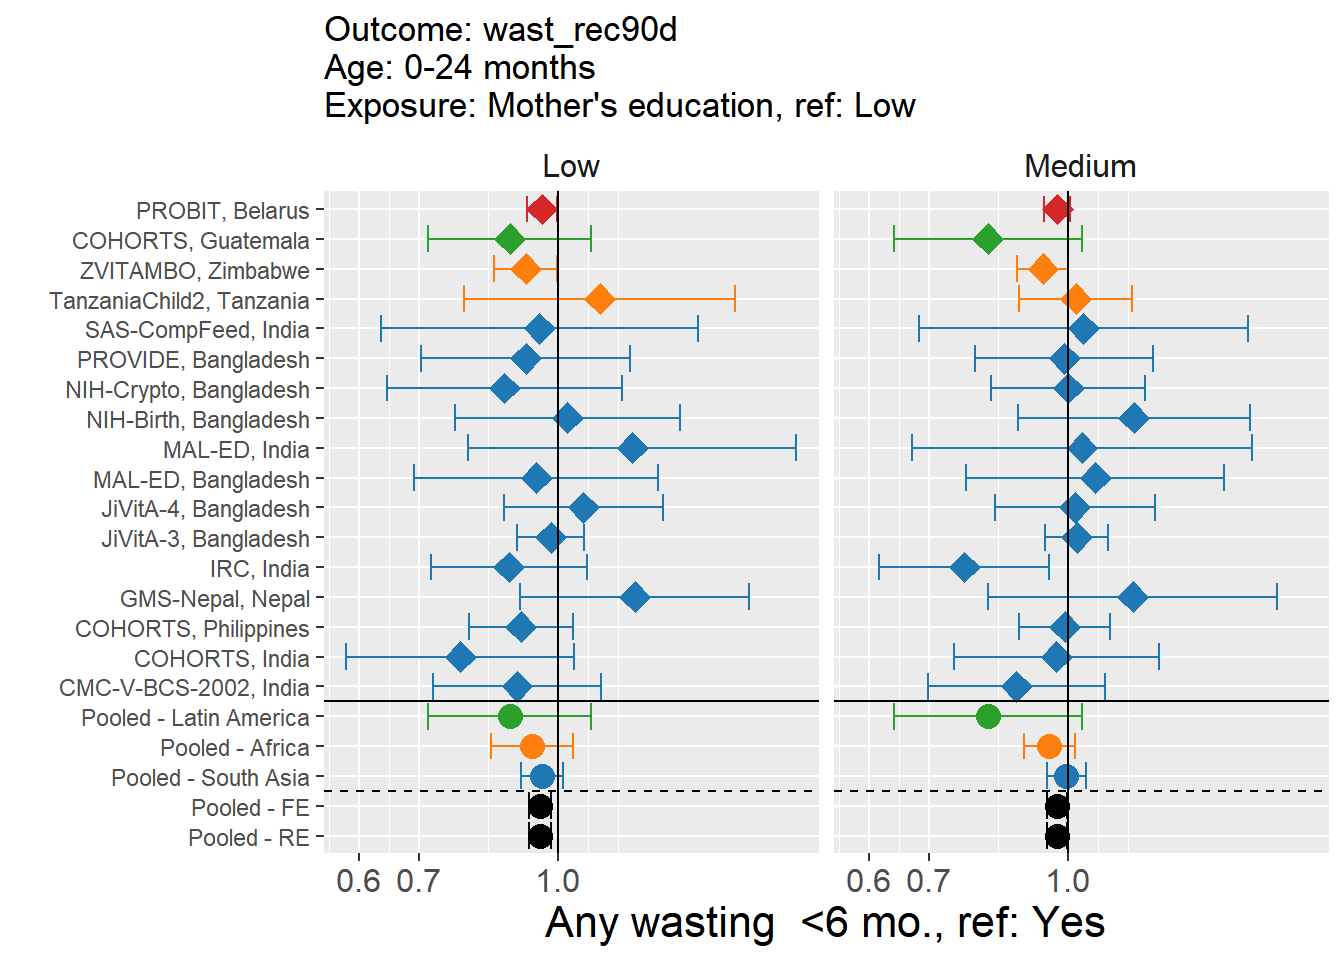 Outcome: wast_rec90d
Age: 0-24 months
Exposure: Mother's education, ref: Low
Low Medium
PROBIT, Belarus
COHORTS, Guatemala
ZVITAMBO, Zimbabwe
TanzaniaChild2, Tanzania
SAS-CompFeed, India
PROVIDE, Bangladesh
NIH-Crypto, Bangladesh
NIH-Birth, Bangladesh
MAL-ED, India
MAL-ED, Bangladesh
JiVitA-4, Bangladesh
JiVitA-3, Bangladesh
IRC, India
GMS-Nepal, Nepal
COHORTS, Philippines
COHORTS, India
CMC-V-BCS-2002, India
Pooled - Latin America
Pooled - Africa
Pooled - South Asia
Pooled - FE
Pooled - RE
0.6 0.7 1.0 0.6 0.7 1.0
Any wasting  <6 mo., ref: Yes